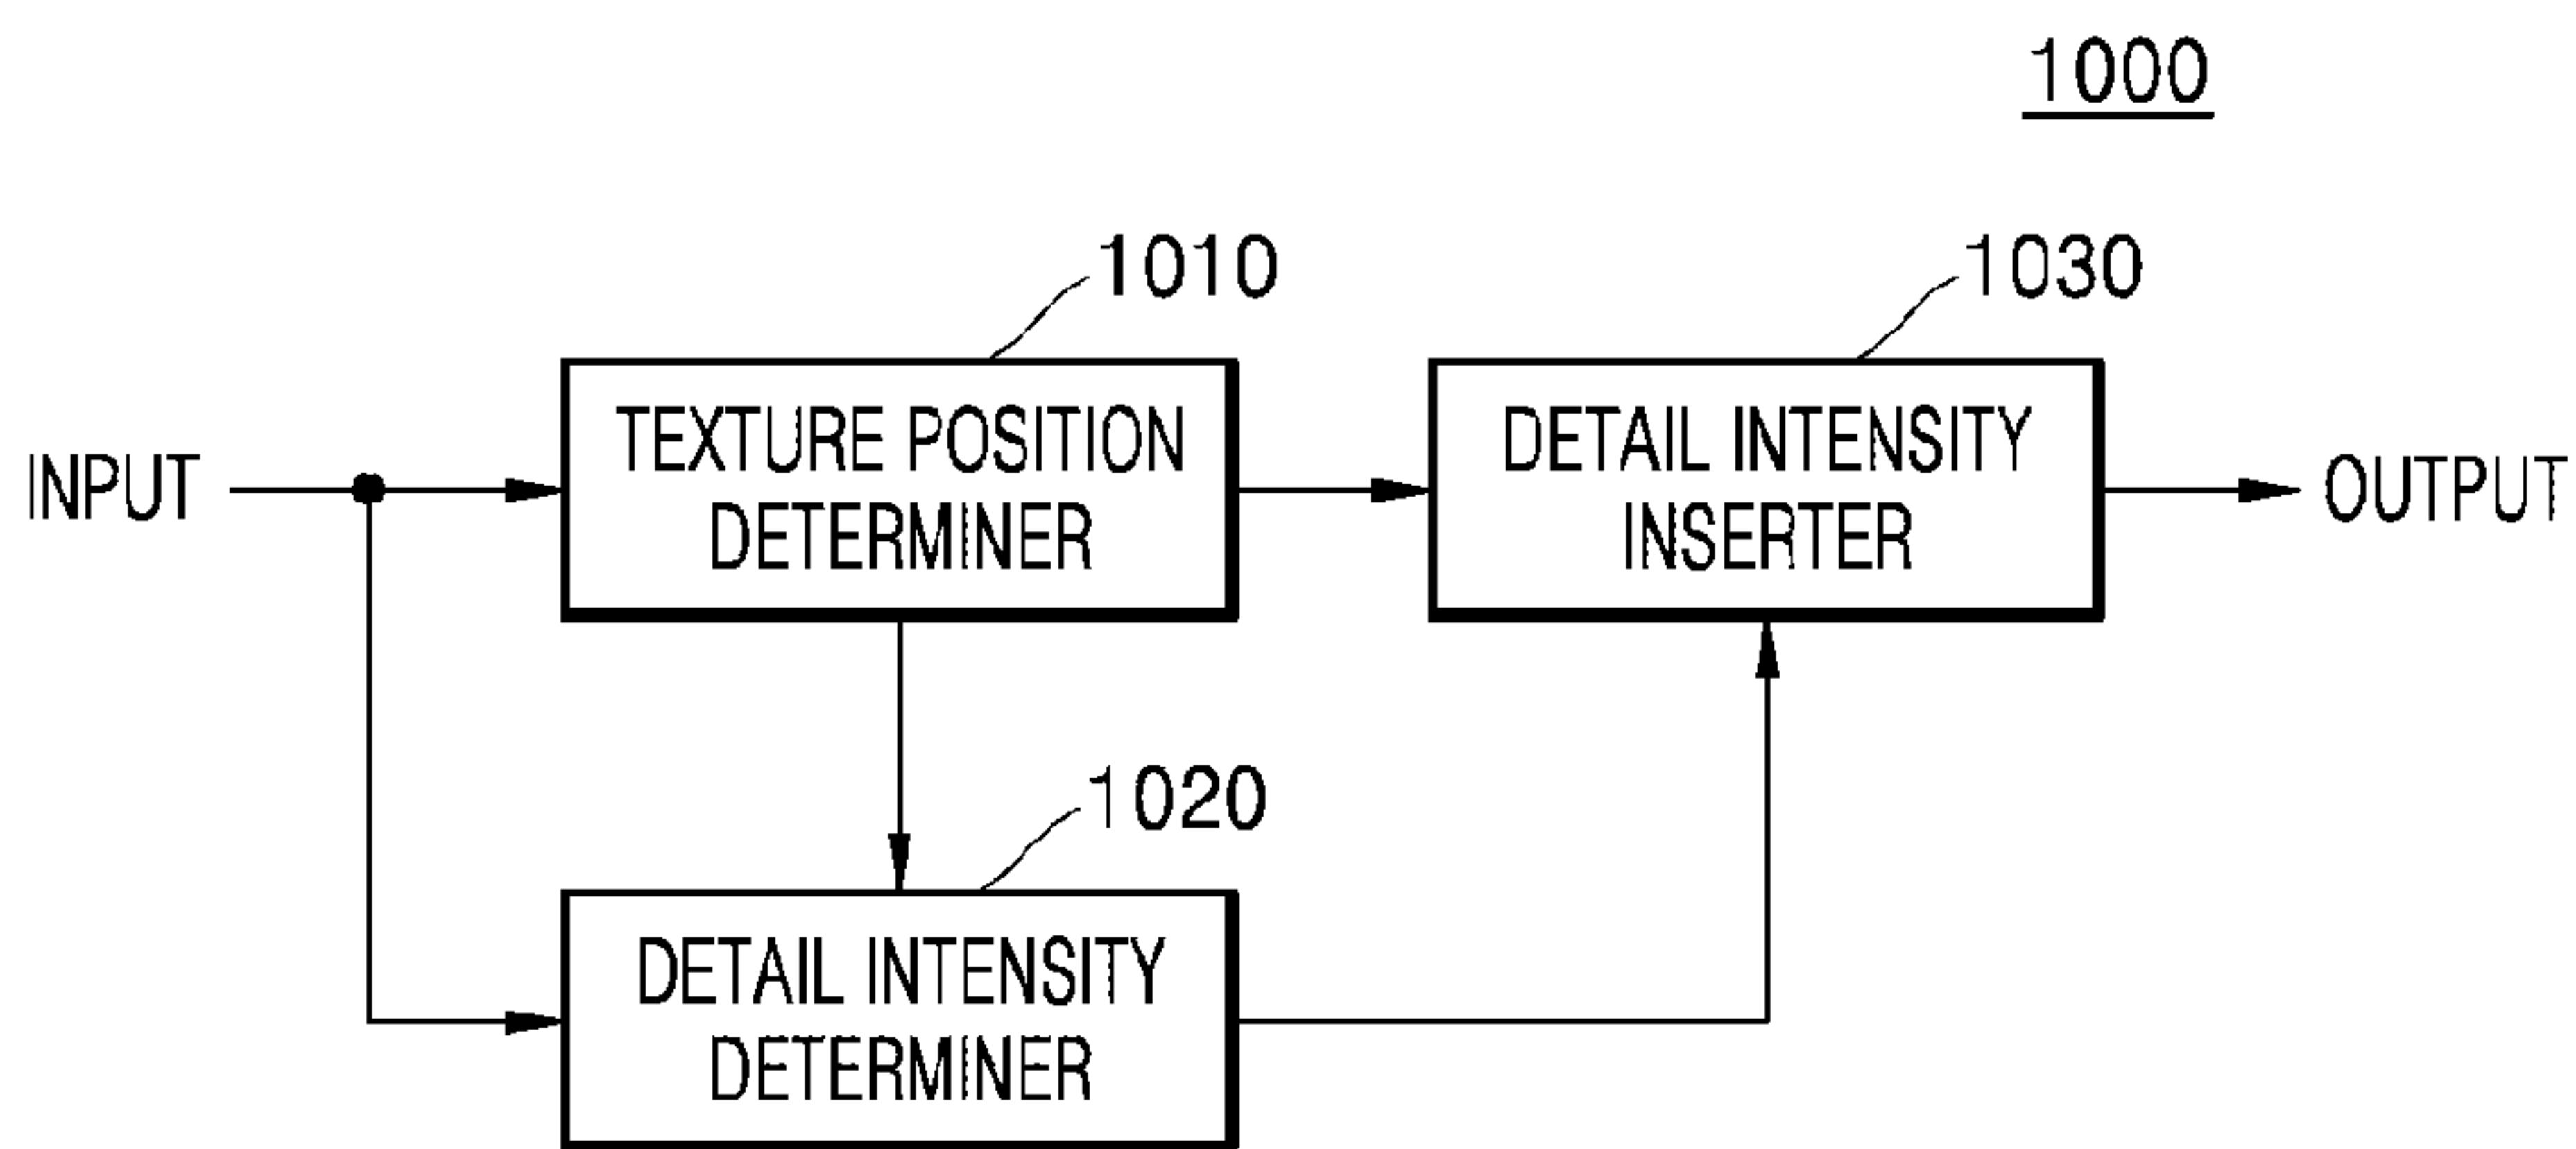 1000
1010
1030
INPUT
TEXTURE POSITION
DETERMINER
DETAIL INTENSITY
INSERTER
OUTPUT
1020
DETAIL INTENSITY
DETERMINER